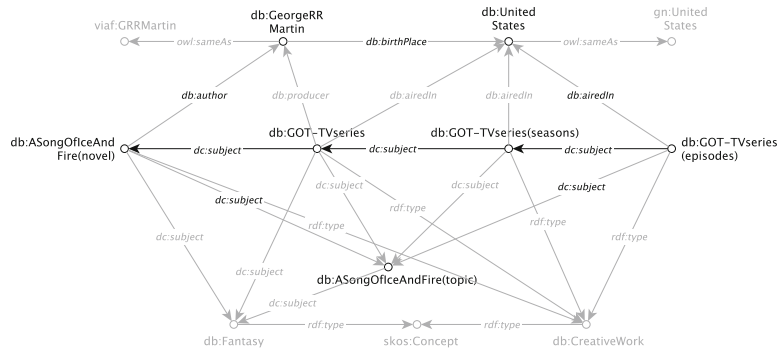 db:GeorgeRR
Martin
db:United
States
viaf:GRRMartin
gn:United
States
owl:sameAs
db:birthPlace
owl:sameAs
db:author
db:producer
db:airedIn
db:airedIn
db:airedIn
db:ASongOfIceAnd
Fire(novel)
db:GOT-TVseries
db:GOT-TVseries(seasons)
db:GOT-TVseries
(episodes)
dc:subject
dc:subject
dc:subject
dc:subject
dc:subject
dc:subject
dc:subject
rdf:type
rdf:type
rdf:type
rdf:type
dc:subject
dc:subject
db:ASongOfIceAndFire(topic)
dc:subject
rdf:type
rdf:type
db:Fantasy
skos:Concept
db:CreativeWork